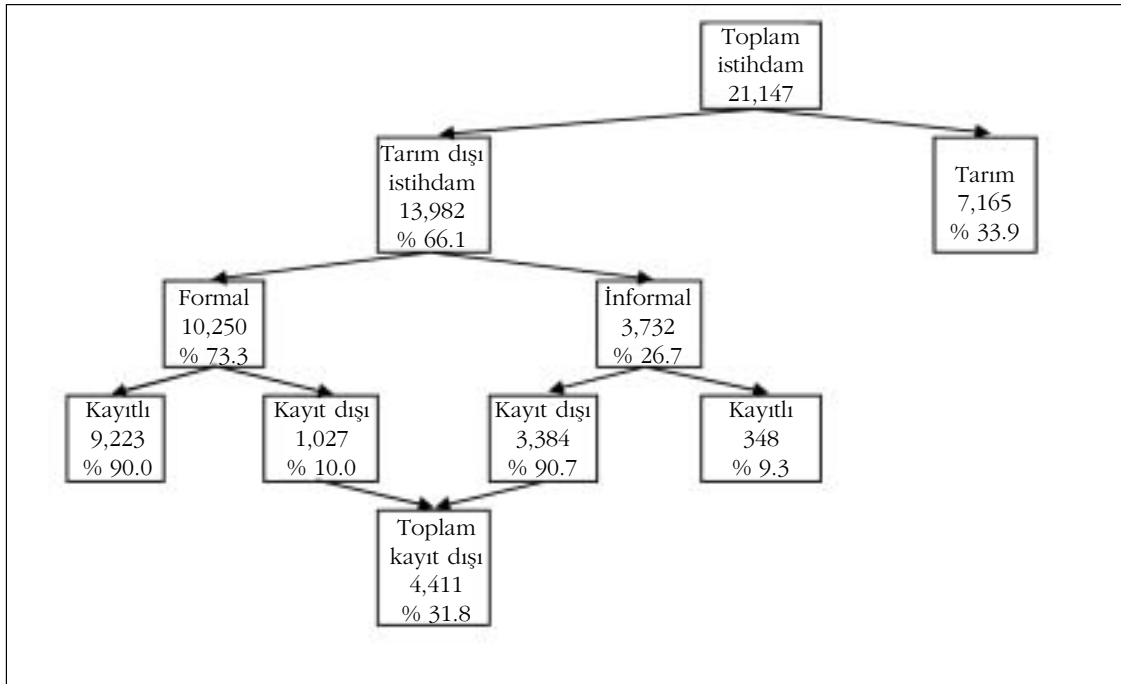 Toplam
istihdam
21,147
Tarım dışı
istihdam
13,982
% 66.1
Tarım
7,165
% 33.9
Formal
10,250
% 73.3
İnformal
3,732
% 26.7
Kayıtlı
9,223
% 90.0
Kayıt dışı
1,027
% 10.0
Kayıt dışı
3,384
% 90.7
Kayıtlı
348
% 9.3
Toplam
kayıt dışı
4,411
% 31.8